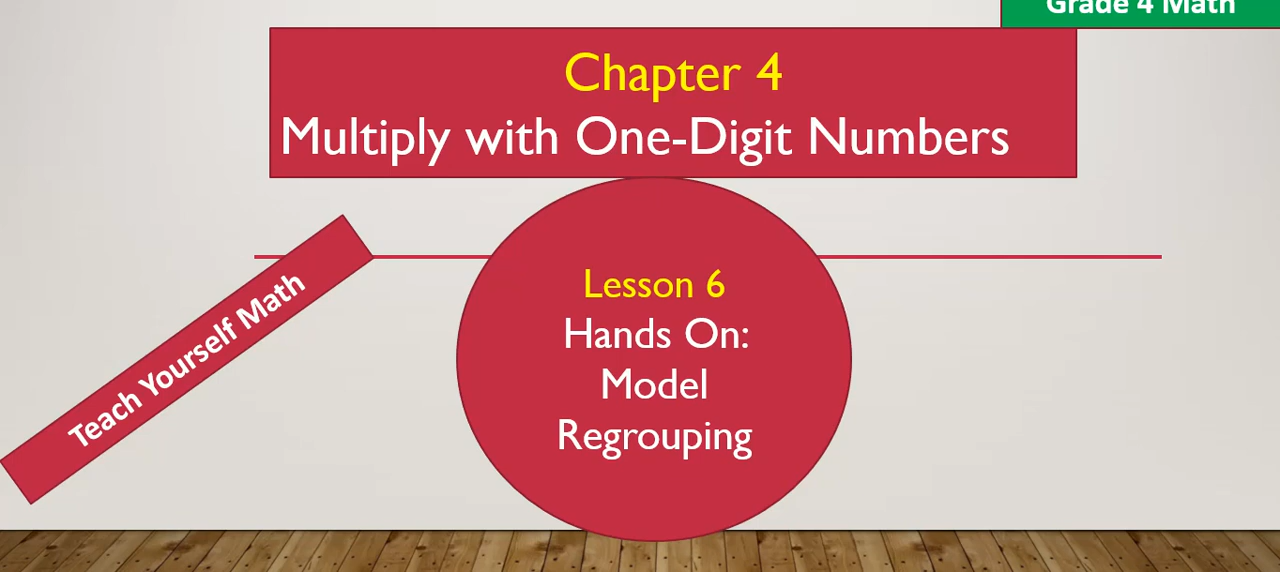 Grade 4 Math
Chapter 4
Multiply with One-Digit Numbers
Teach Yourself Math
Lesson 6
Hands On:
Model
Regrouping